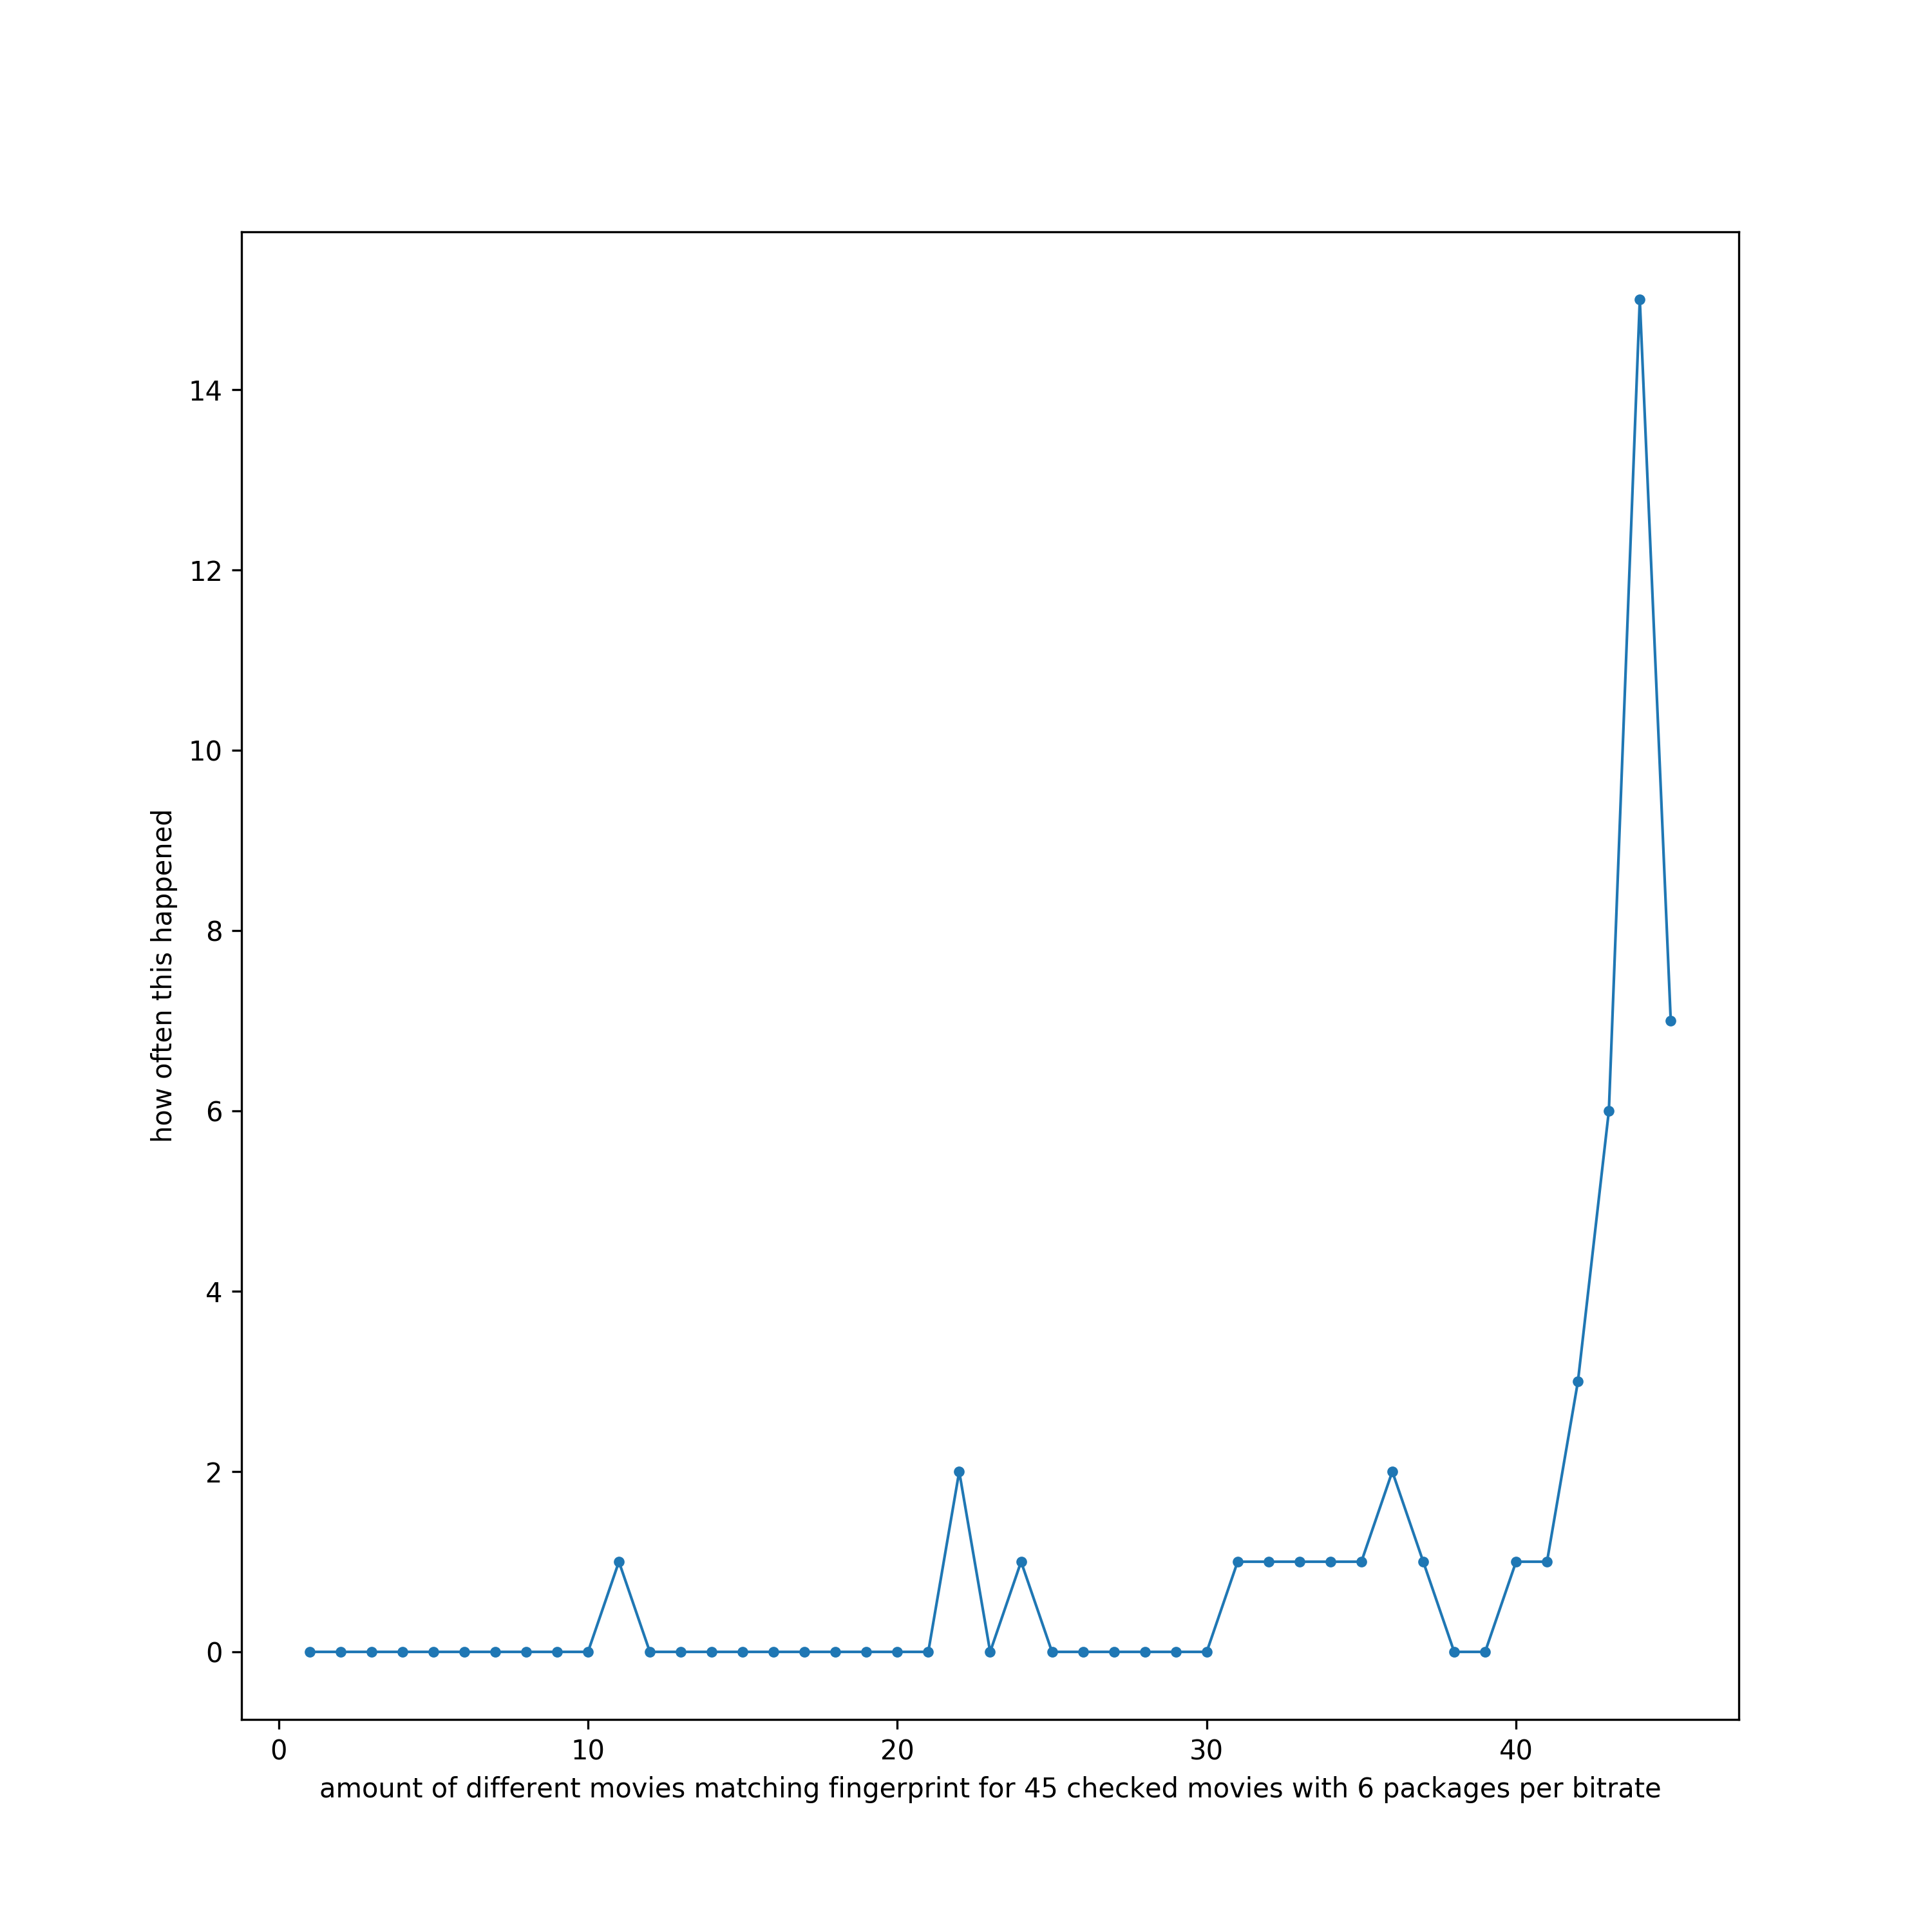 14
12
10
8
6
4
2
0
how often this happened
0 10 20 30 40
amount of different movies matching fingerprint for 45 checked movies with 6 packages per bitrate